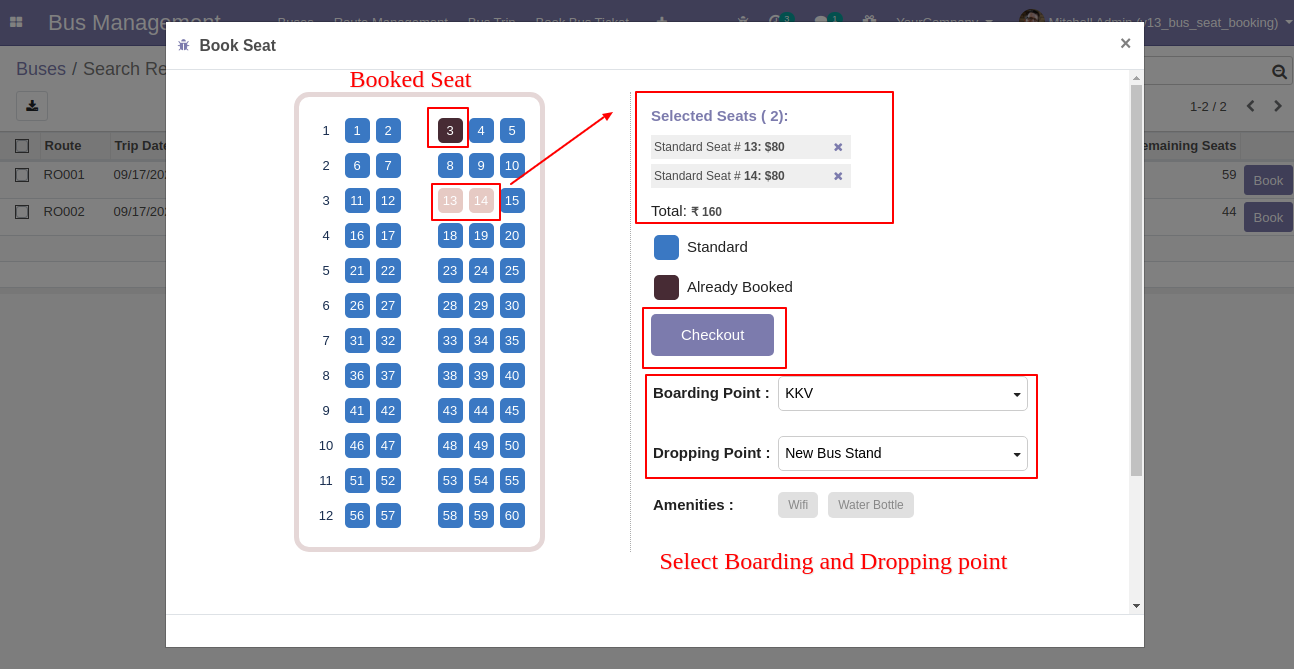 Bus Management Buses Route Management Bus Trip Book Bus Ticket 3 1 YourCompany Mitchell Admin (v13_bus_seat_booking)
Book Seat ×
Buses / Search Re
1-2 / 2
Route Trip Date emaining Seats
RO001 09/17/202 59 Book
RO002 09/17/202 44 Book
Booked Seat
1 1 2 3 4 5
2 6 7 8 9 10
3 11 12 13 14 15
4 16 17 18 19 20
5 21 22 23 24 25
6 26 27 28 29 30
7 31 32 33 34 35
8 36 37 38 39 40
9 41 42 43 44 45
10 46 47 48 49 50
11 51 52 53 54 55
12 56 57 58 59 60
Selected Seats ( 2):
Standard Seat # 13: $80
Standard Seat # 14: $80
Total: ₹ 160
Standard
Already Booked
Checkout
Boarding Point : KKV
Dropping Point : New Bus Stand
Amenities : Wifi Water Bottle
Select Boarding and Dropping point